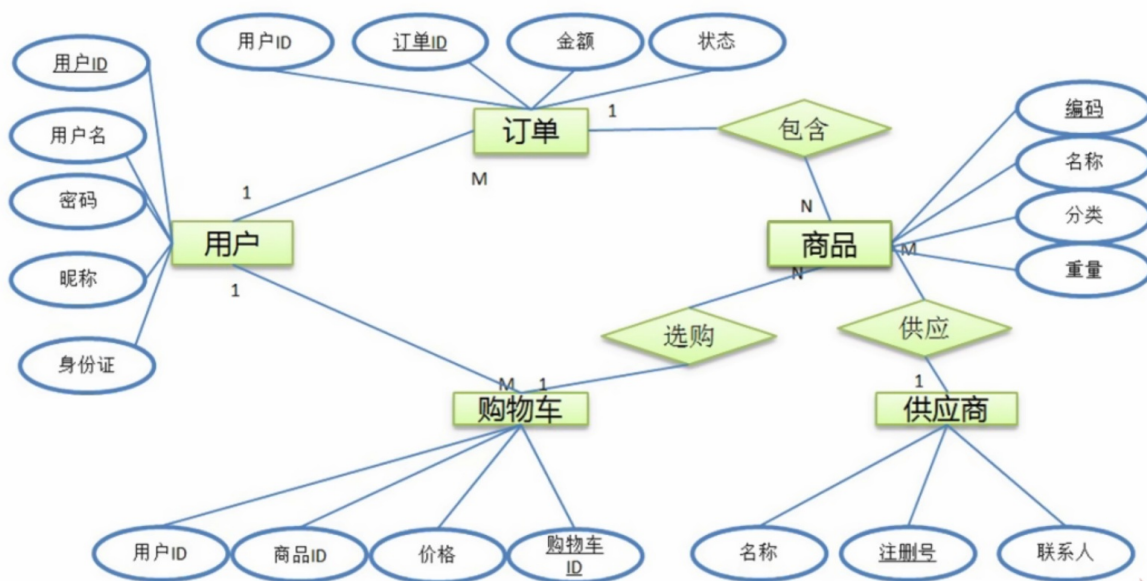 用户ID
订单ID
金额
状态
用户ID
用户名
密码
昵称
身份证
订单
1
包含
编码
名称
分类
重量
M
1
用户
1
N
商品
M
N
选购
供应
M
1
购物车
1
供应商
用户ID
商品ID
价格
购物车
ID
名称
注删号
联系人